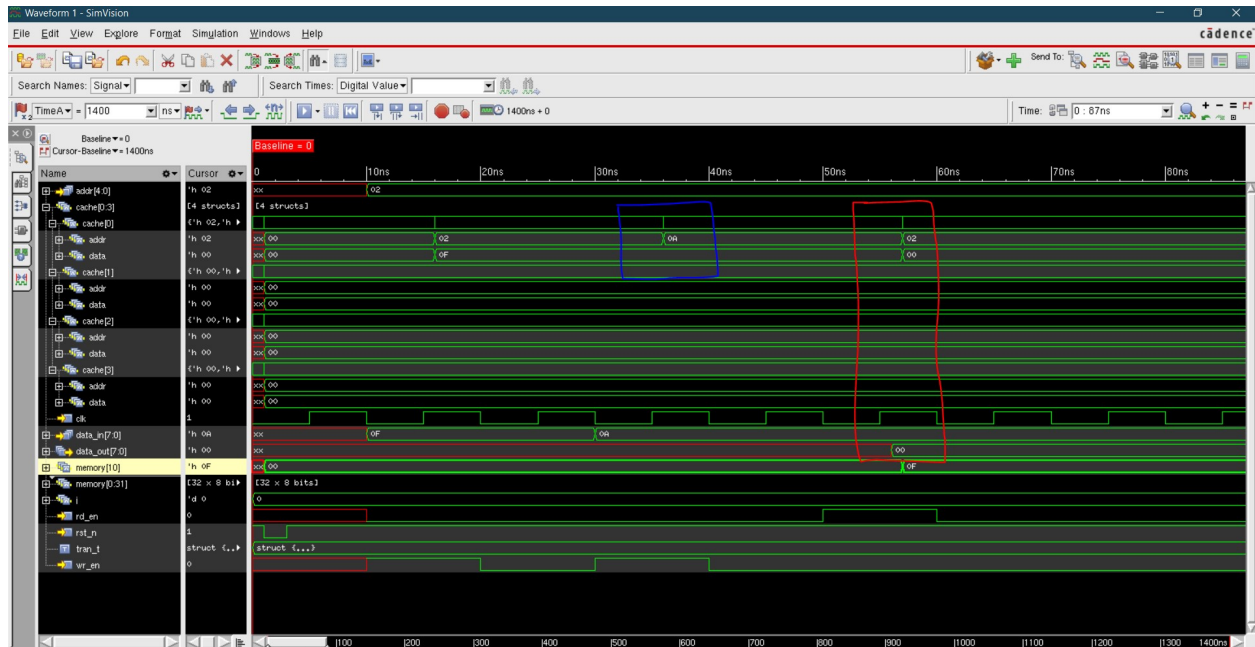 Waveform 1 - SimVision
File Edit View Explore Format Simulation Windows Help
cādence
Send To:
Search Names: Signal
Search Times: Digital Value
TimeA = 1400 ns
1400ns + 0
Time: 0 : 87ns
Baseline = 0
Cursor-Baseline = 1400ns
Baseline = 0
Name Cursor 0 10ns 20ns 30ns 40ns 50ns 60ns 70ns 80ns
addr[4:0] 'h 02 xx 02
cache[0:3] [4 structs] [4 structs]
cache[0] {'h 02,'h
addr 'h 02 xx 00 02 0A 02
data 'h 00 xx 00 0F 00
cache[1] {'h 00,'h
addr 'h 00 xx 00
data 'h 00 xx 00
cache[2] {'h 00,'h
addr 'h 00 xx 00
data 'h 00 xx 00
cache[3] {'h 00,'h
addr 'h 00 xx 00
data 'h 00 xx 00
clk 1
data_in[7:0] 'h 0A xx 0F 0A
data_out[7:0] 'h 00 xx 00
memory[10] 'h 0F xx 00 0F
memory[0:31] [32 x 8 bi [32 x 8 bits]
i 'd 0 0
rd_en 0
rst_n 1
tran_t struct {.. struct {...}
wr_en 0
100 200 300 400 500 600 700 800 900 1000 1100 1200 1300 1400ns